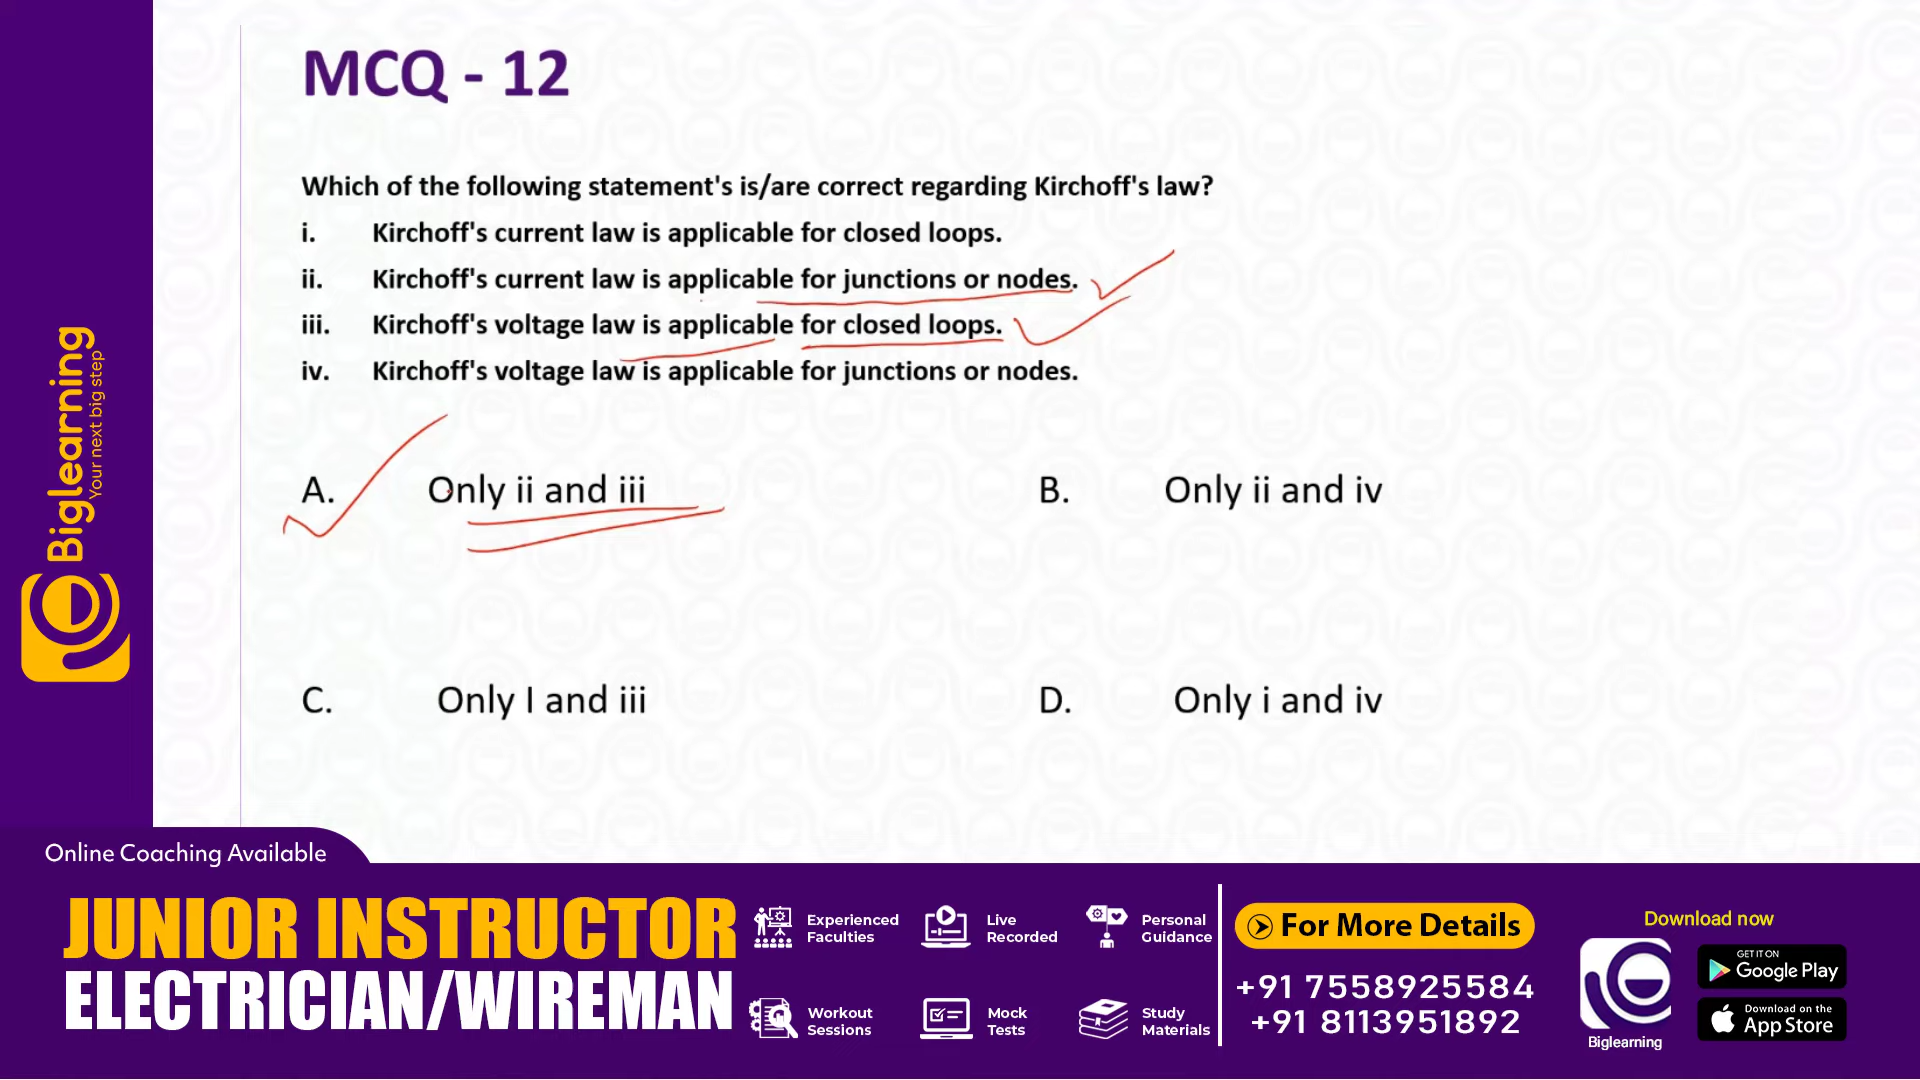 MCQ - 12
Which of the following statement's is/are correct regarding Kirchoff's law?
i. Kirchoff's current law is applicable for closed loops.
ii. Kirchoff's current law is applicable for junctions or nodes.
iii. Kirchoff's voltage law is applicable for closed loops.
iv. Kirchoff's voltage law is applicable for junctions or nodes.
A. Only ii and iii
B. Only ii and iv
C. Only I and iii
D. Only i and iv
Biglearning
Your next big step
Online Coaching Available
JUNIOR INSTRUCTOR
ELECTRICIAN/WIREMAN
Experienced
Faculties
Live
Recorded
Personal
Guidance
Workout
Sessions
Mock
Tests
Study
Materials
For More Details
+91 7558925584
+91 8113951892
Download now
Biglearning
GET IT ON
Google Play
Download on the
App Store